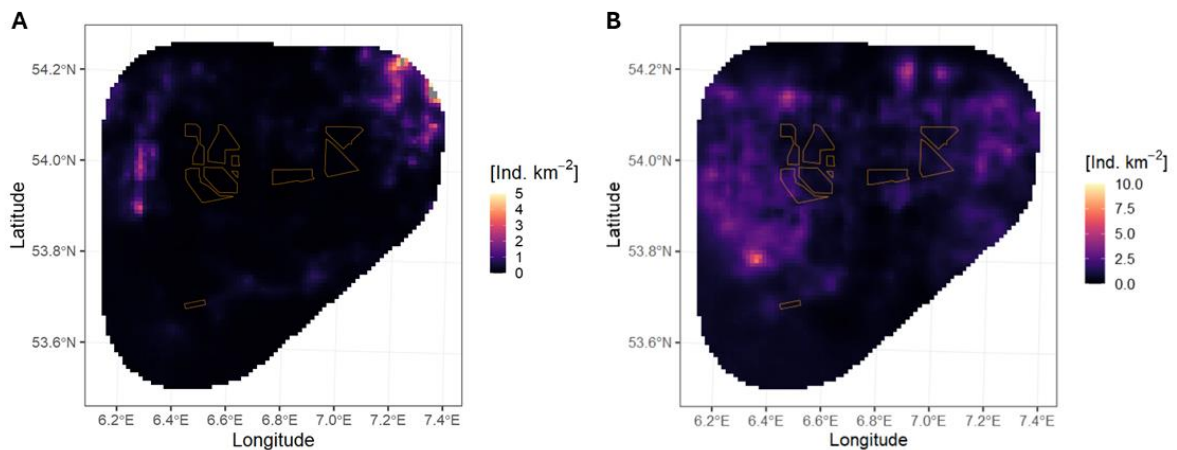 A
54.2°N
54.0°N
53.8°N
53.6°N
Latitude
6.2°E 6.4°E 6.6°E 6.8°E 7.0°E 7.2°E 7.4°E
Longitude
[Ind. km⁻²]
5
4
3
2
1
0
B
54.2°N
54.0°N
53.8°N
53.6°N
Latitude
6.2°E 6.4°E 6.6°E 6.8°E 7.0°E 7.2°E 7.4°E
Longitude
[Ind. km⁻²]
10.0
7.5
5.0
2.5
0.0